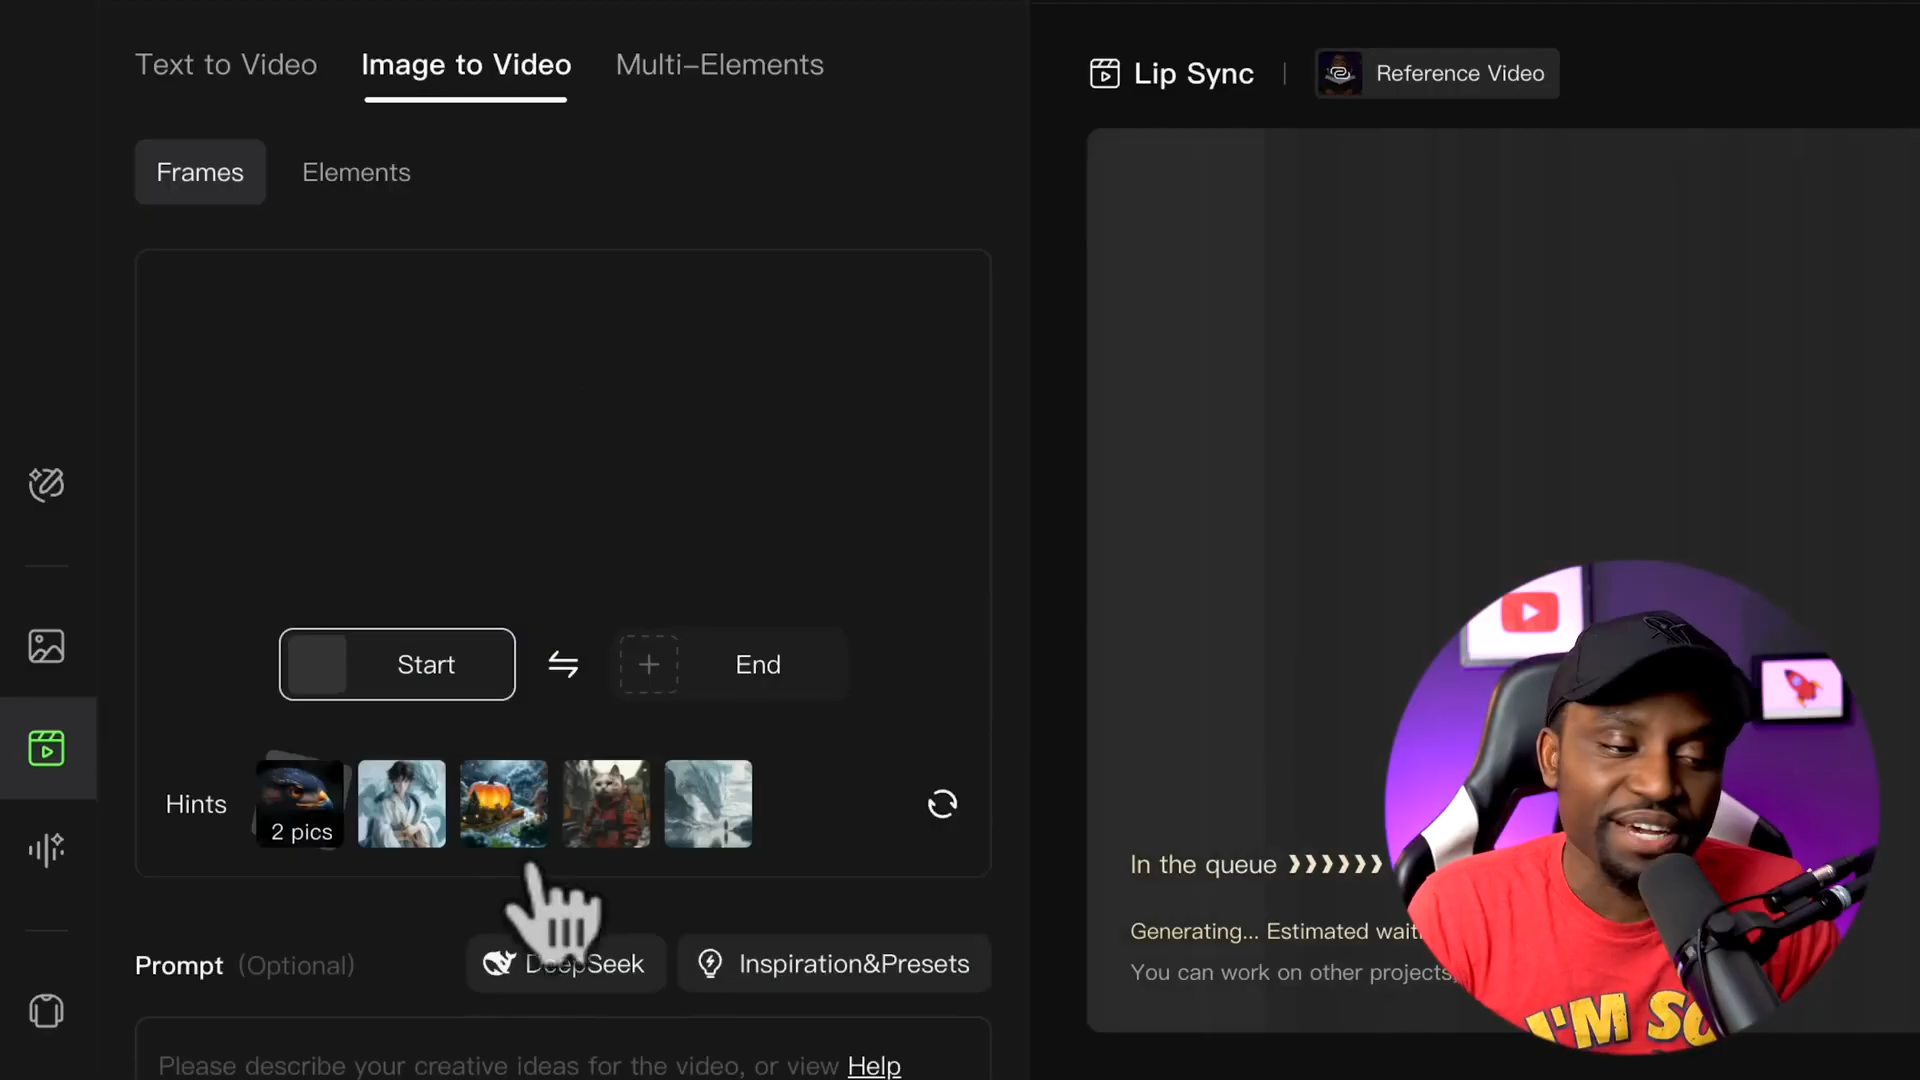 Text to Video
Image to Video
Multi-Elements
Frames
Elements
Start
End
Hints
2 pics
Prompt (Optional)
DeepSeek
Inspiration&Presets
Please describe your creative ideas for the video, or view Help
Lip Sync
Reference Video
In the queue
Generating... Estimated wait
You can work on other projects
I'M SO